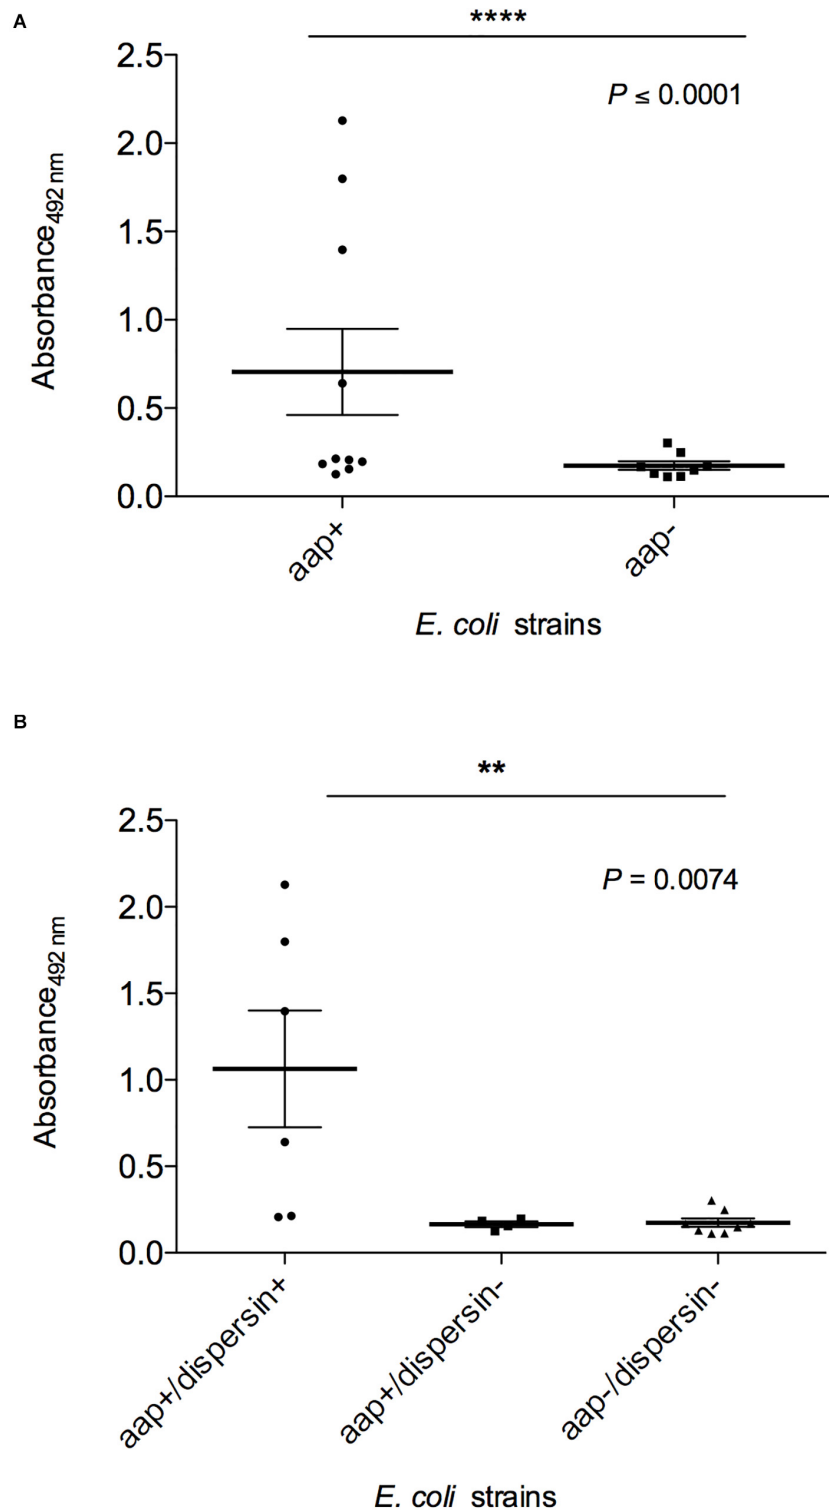 A
****
P ≤ 0.0001
2.5
2.0
1.5
1.0
0.5
0.0
Absorbance492 nm
aap+
aap-
E. coli strains
B
**
P = 0.0074
2.5
2.0
1.5
1.0
0.5
0.0
Absorbance492 nm
aap+/dispersin+
aap+/dispersin-
aap-/dispersin-
E. coli strains